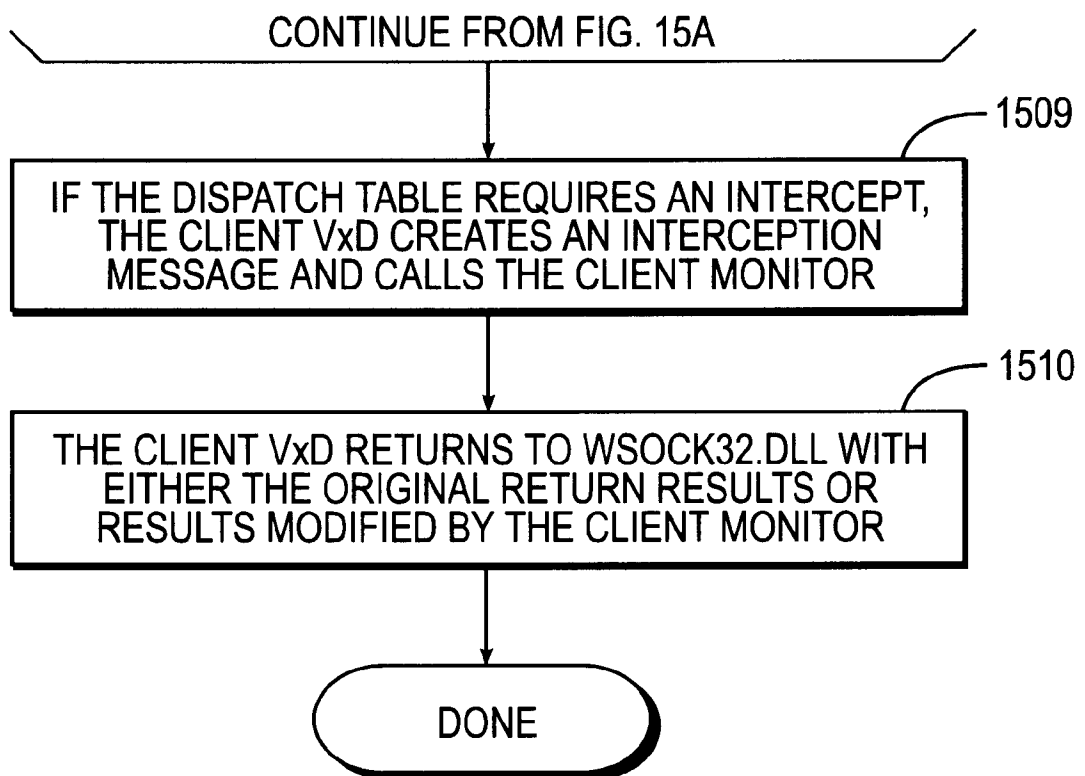 CONTINUE FROM FIG. 15A
1509
IF THE DISPATCH TABLE REQUIRES AN INTERCEPT,
THE CLIENT VxD CREATES AN INTERCEPTION
MESSAGE AND CALLS THE CLIENT MONITOR
1510
THE CLIENT VxD RETURNS TO WSOCK32.DLL WITH
EITHER THE ORIGINAL RETURN RESULTS OR
RESULTS MODIFIED BY THE CLIENT MONITOR
DONE